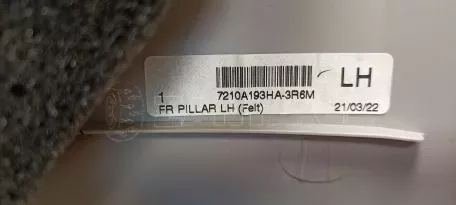 LH
1 7210A193HA-3R6M
FR PILLAR LH (Felt) 21/03/22